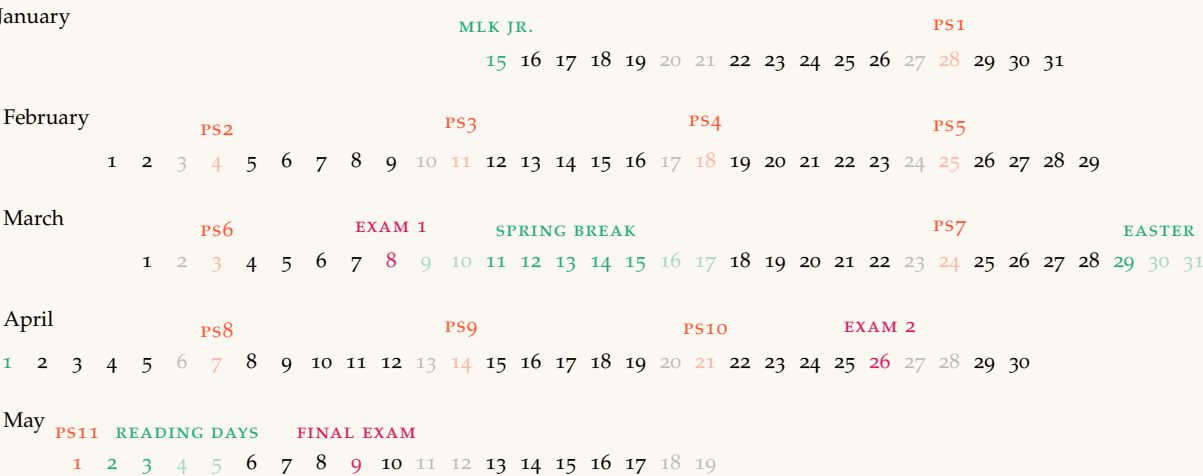 January
MLK JR. PS1
15 16 17 18 19 20 21 22 23 24 25 26 27 28 29 30 31
February
PS2 PS3 PS4 PS5
1 2 3 4 5 6 7 8 9 10 11 12 13 14 15 16 17 18 19 20 21 22 23 24 25 26 27 28 29
March
PS6 EXAM 1 SPRING BREAK PS7 EASTER
1 2 3 4 5 6 7 8 9 10 11 12 13 14 15 16 17 18 19 20 21 22 23 24 25 26 27 28 29 30 31
April
PS8 PS9 PS10 EXAM 2
1 2 3 4 5 6 7 8 9 10 11 12 13 14 15 16 17 18 19 20 21 22 23 24 25 26 27 28 29 30
May
PS11 READING DAYS FINAL EXAM
1 2 3 4 5 6 7 8 9 10 11 12 13 14 15 16 17 18 19